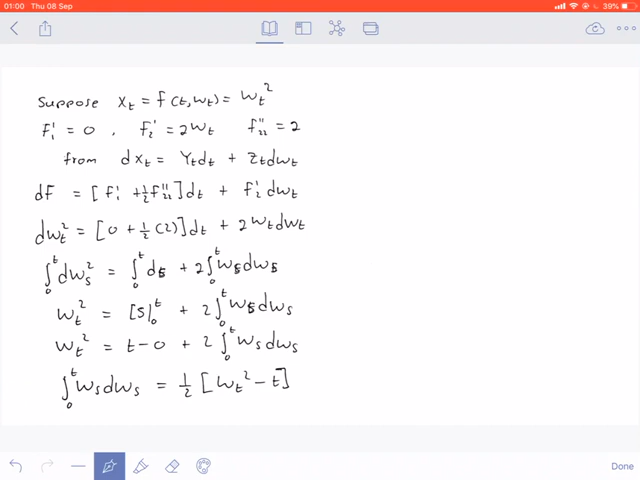 01:00 Thu 08 Sep 39%
Suppose X_t = f(t, W_t) = W_t^2
f_1' = 0 , f_2' = 2W_t f_22'' = 2
from dX_t = Y_t dt + Z_t dW_t
dF = [f_1' + 1/2 f_22''] dt + f_2' dW_t
dW_t^2 = [0 + 1/2 (2)] dt + 2W_t dW_t
∫_0^t dW_s^2 = ∫_0^t ds + 2∫_0^t W_s dW_s
W_t^2 = [S]_0^t + 2∫_0^t W_s dW_s
W_t^2 = t - 0 + 2∫_0^t W_s dW_s
∫_0^t W_s dW_s = 1/2 [W_t^2 - t]
Done